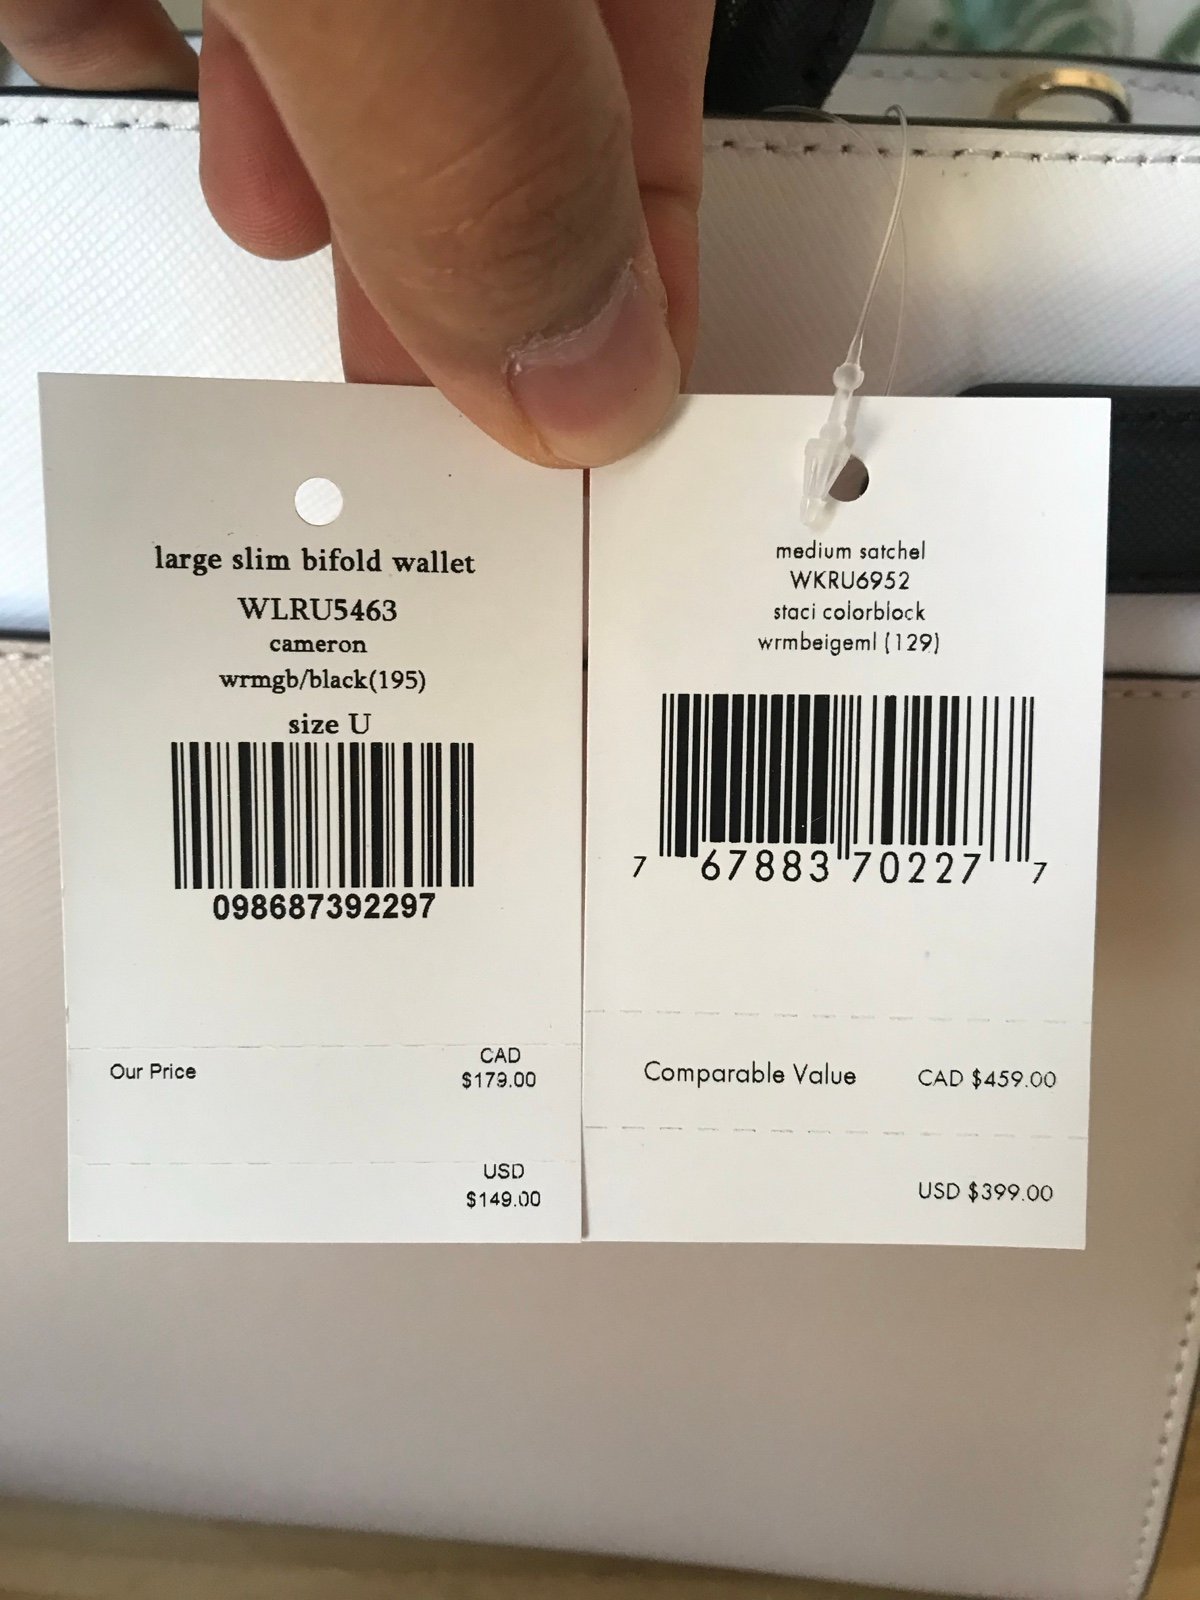 large slim bifold wallet
WLRU5463
cameron
wrmgb/black(195)
size U
098687392297
Our Price
CAD
$179.00
USD
$149.00
medium satchel
WKRU6952
staci colorblock
wrmbeigeml (129)
7 67883 70227 7
Comparable Value CAD $459.00
USD $399.00